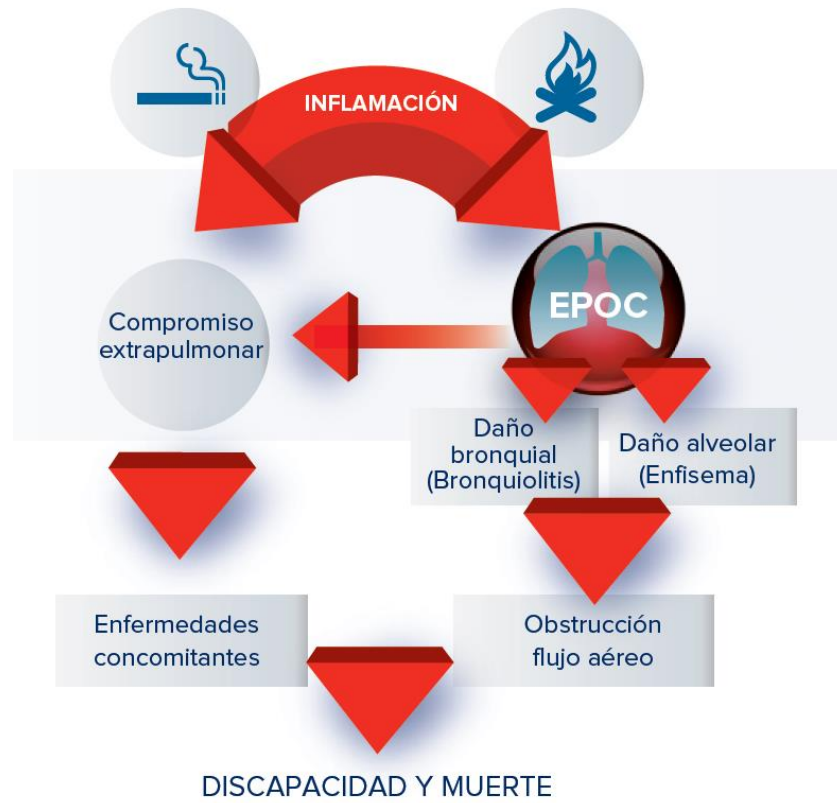 INFLAMACIÓN
EPOC
Compromiso
extrapulmonar
Daño
bronquial
(Bronquiolitis)
Daño alveolar
(Enfisema)
Enfermedades
concomitantes
Obstrucción
flujo aéreo
DISCAPACIDAD Y MUERTE